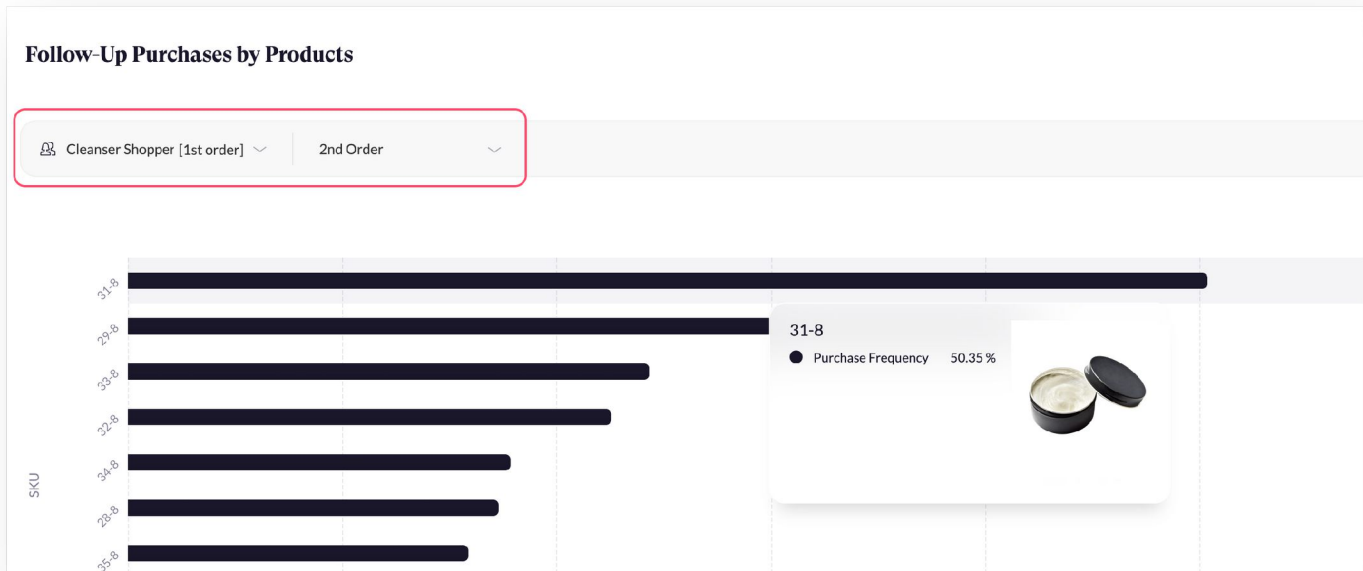 Follow-Up Purchases by Products
Cleanser Shopper [1st order]
2nd Order
31-8
29-8
33-8
32-8
34-8
28-8
35-8
SKU
31-8
Purchase Frequency 50.35 %